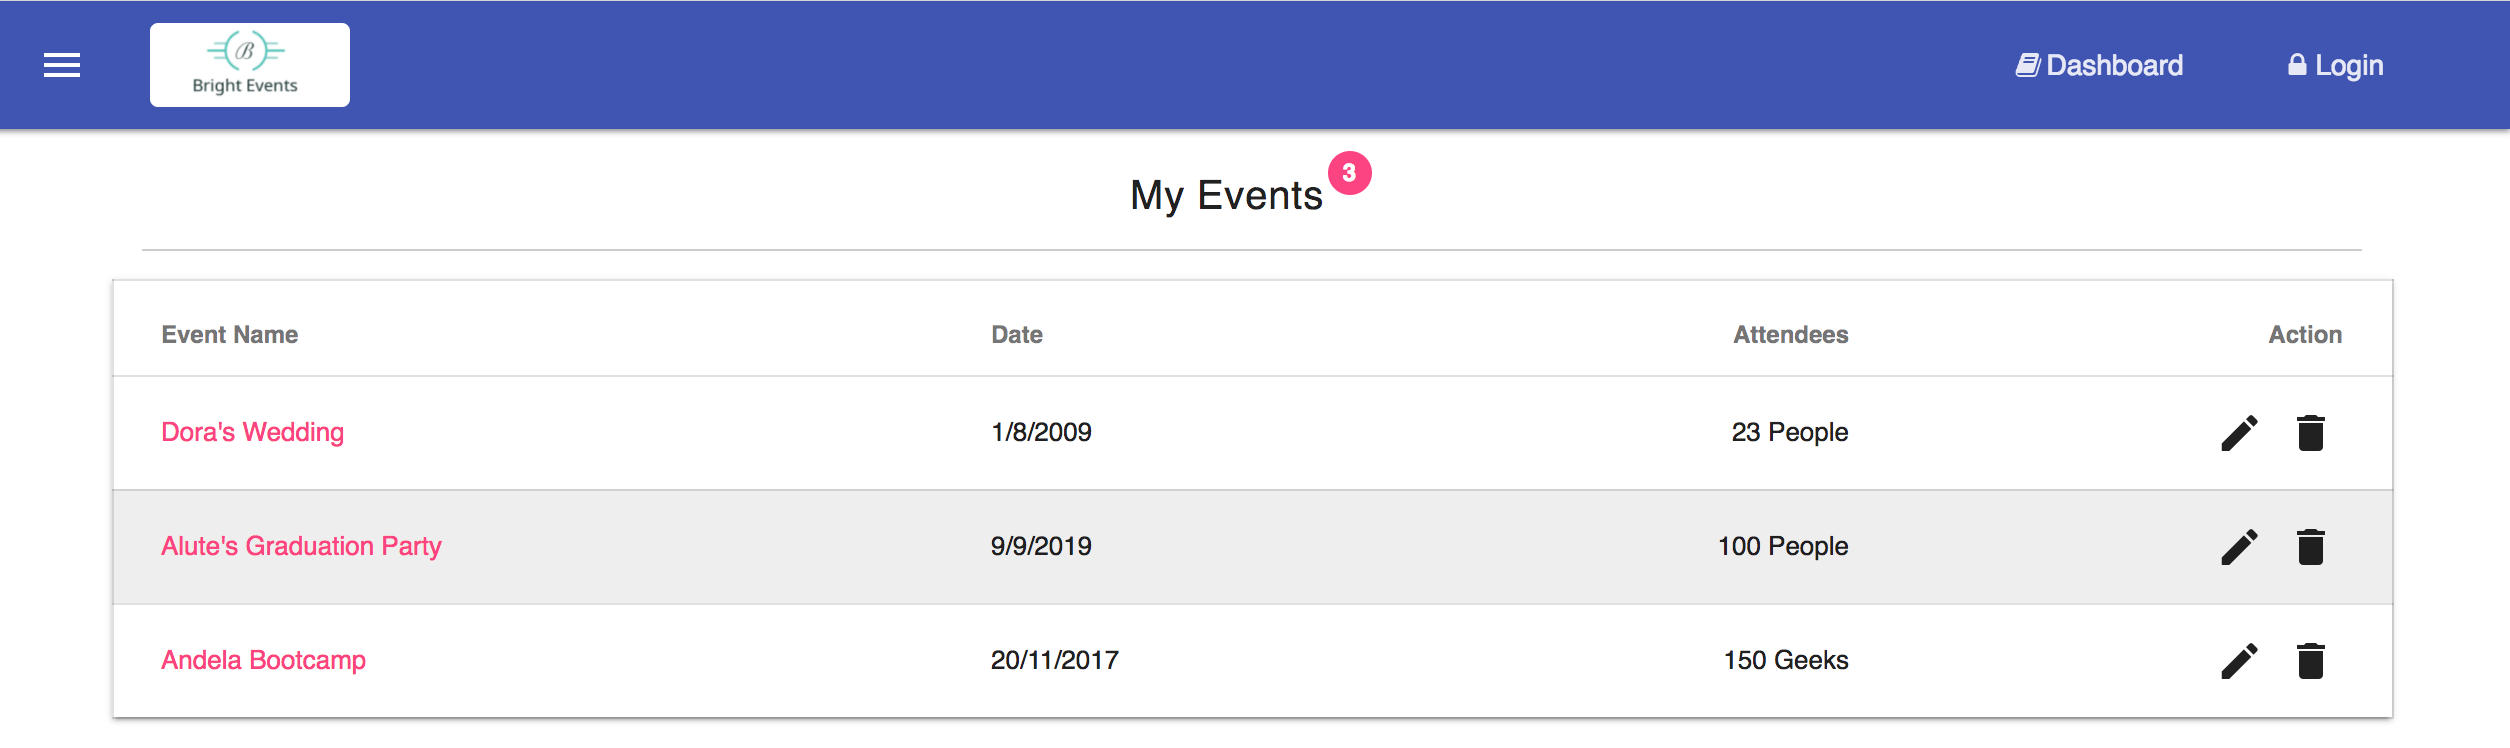 B
Bright Events
Dashboard
Login
My Events 3
Event Name Date Attendees Action
Dora's Wedding 1/8/2009 23 People
Alute's Graduation Party 9/9/2019 100 People
Andela Bootcamp 20/11/2017 150 Geeks